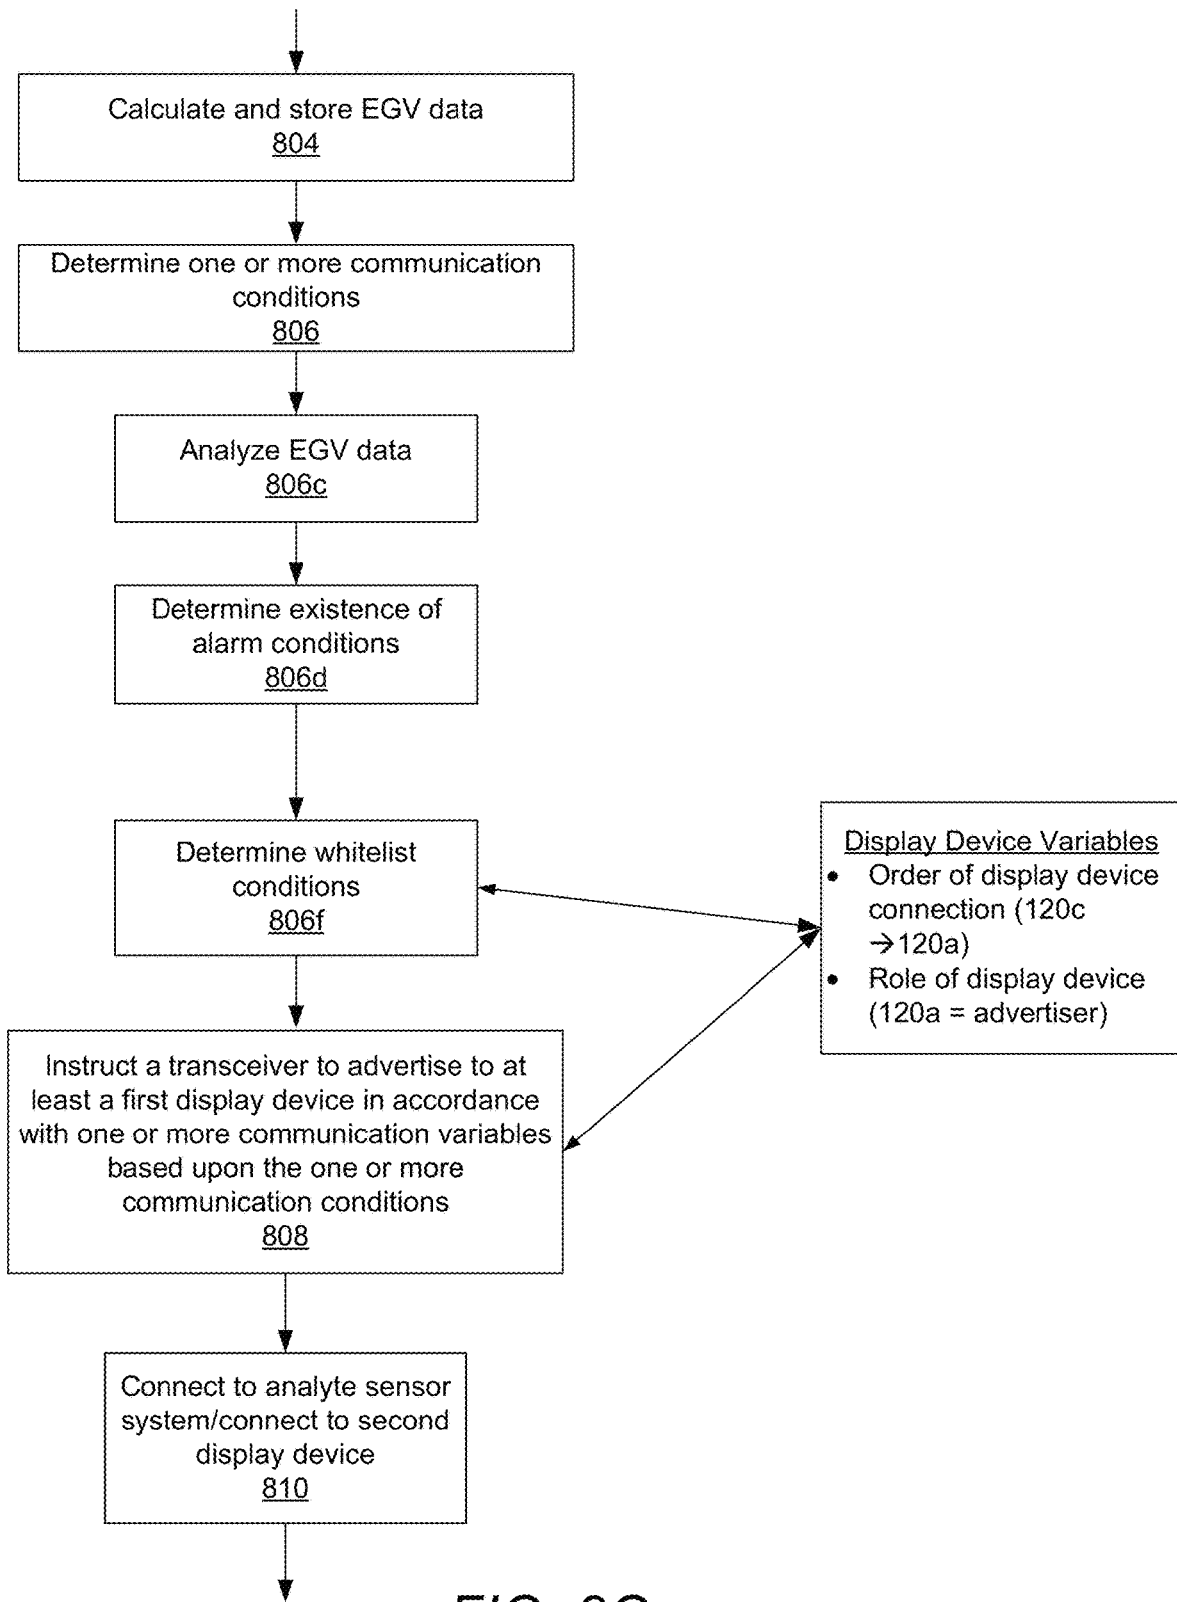 Calculate and store EGV data
804
Determine one or more communication
conditions
806
Analyze EGV data
806c
Determine existence of
alarm conditions
806d
Determine whitelist
conditions
806f
Display Device Variables
• Order of display device
connection (120c
→120a)
• Role of display device
(120a = advertiser)
Instruct a transceiver to advertise to at
least a first display device in accordance
with one or more communication variables
based upon the one or more
communication conditions
808
Connect to analyte sensor
system/connect to second
display device
810